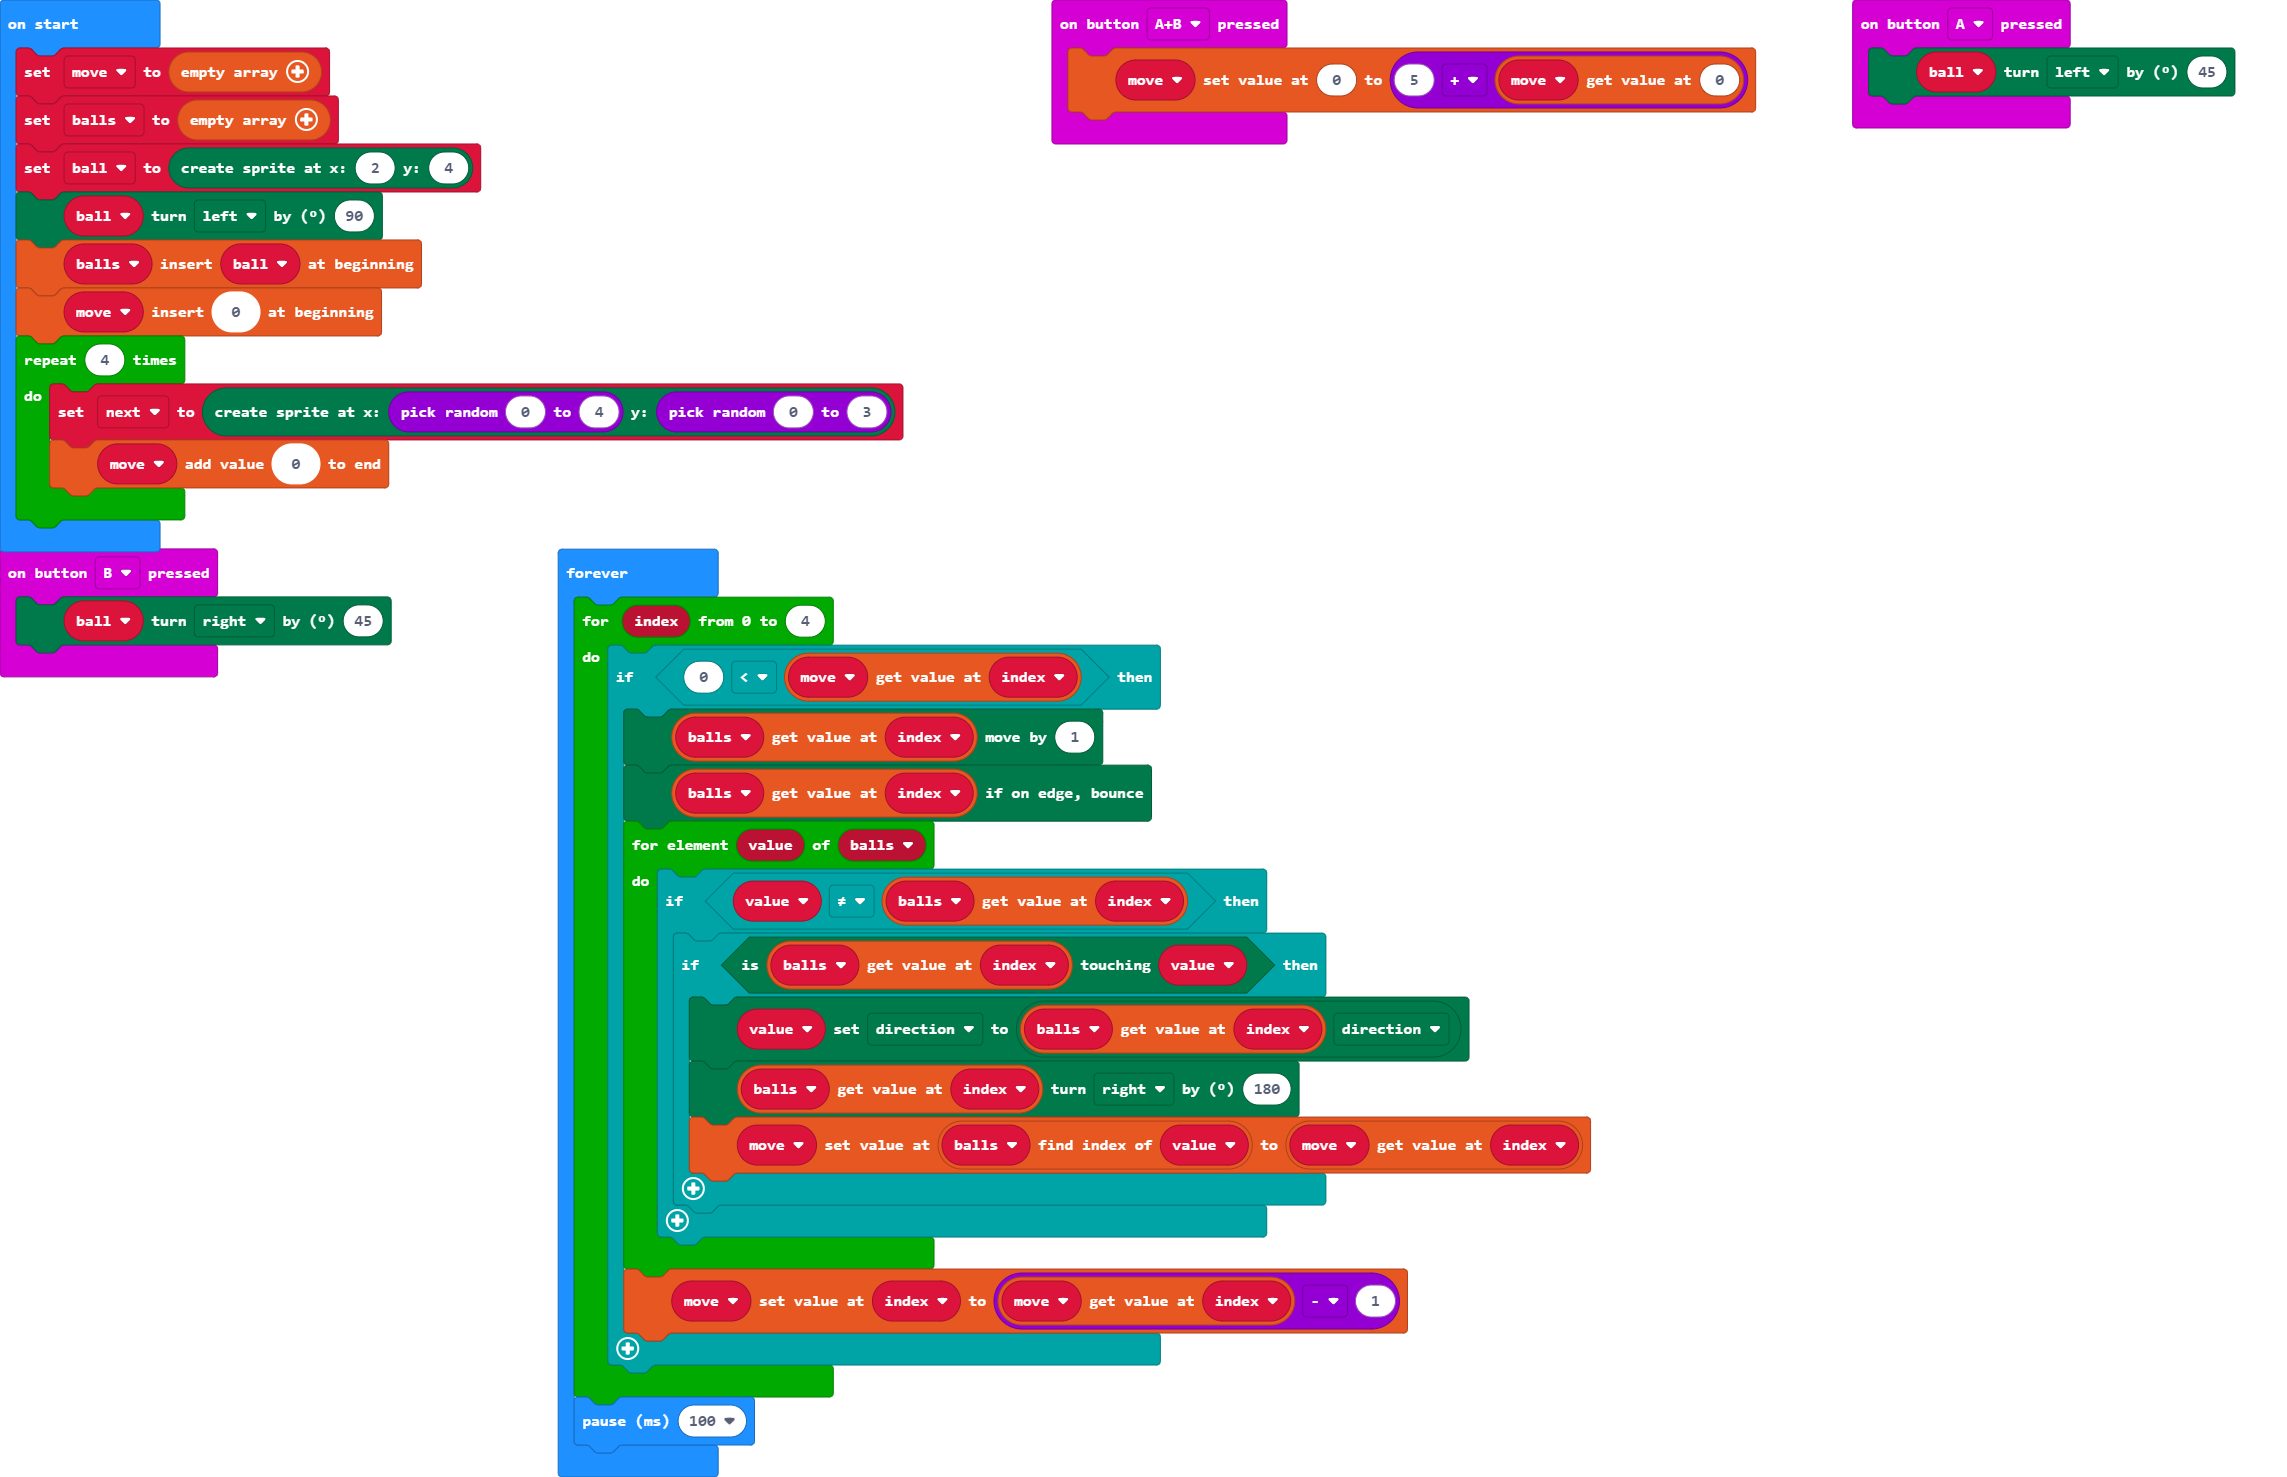 on start
set move to empty array
set balls to empty array
set ball to create sprite at x: 2 y: 4
ball turn left by (º) 90
balls insert ball at beginning
move insert 0 at beginning
repeat 4 times
do set next to create sprite at x: pick random 0 to 4 y: pick random 0 to 3
move add value 0 to end
on button A+B pressed
move set value at 0 to 5 + move get value at 0
on button A pressed
ball turn left by (º) 45
on button B pressed
ball turn right by (º) 45
forever
for index from 0 to 4
do if 0 < move get value at index then
balls get value at index move by 1
balls get value at index if on edge, bounce
for element value of balls
do if value ≠ balls get value at index then
if is balls get value at index touching value then
value set direction to balls get value at index direction
balls get value at index turn right by (º) 180
move set value at balls find index of value to move get value at index
move set value at index to move get value at index - 1
pause (ms) 100